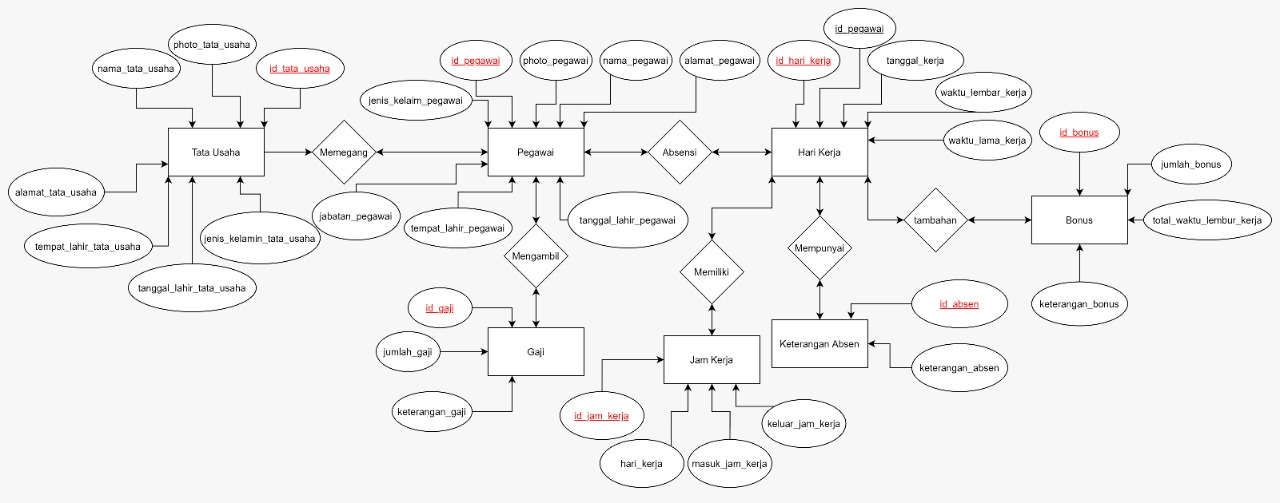 id_pegawai
photo_tata_usaha
nama_tata_usaha
id_tata_usaha
id_pegawai
photo_pegawai
nama_pegawai
alamat_pegawai
id_hari_kerja
tanggal_kerja
waktu_lembar_kerja
jenis_kelaim_pegawai
waktu_lama_kerja
id_bonus
Tata Usaha
Memegang
Pegawai
Absensi
Hari Kerja
jumlah_bonus
alamat_tata_usaha
jabatan_pegawai
tempat_lahir_pegawai
tanggal_lahir_pegawai
tambahan
Bonus
total_waktu_lembur_kerja
tempat_lahir_tata_usaha
jenis_kelamin_tata_usaha
Mengambil
Memiliki
Mempunyai
tanggal_lahir_tata_usaha
keterangan_bonus
id_gaji
id_absen
jumlah_gaji
Gaji
Jam Kerja
Keterangan Absen
keterangan_absen
keterangan_gaji
id_jam_kerja
keluar_jam_kerja
hari_kerja
masuk_jam_kerja